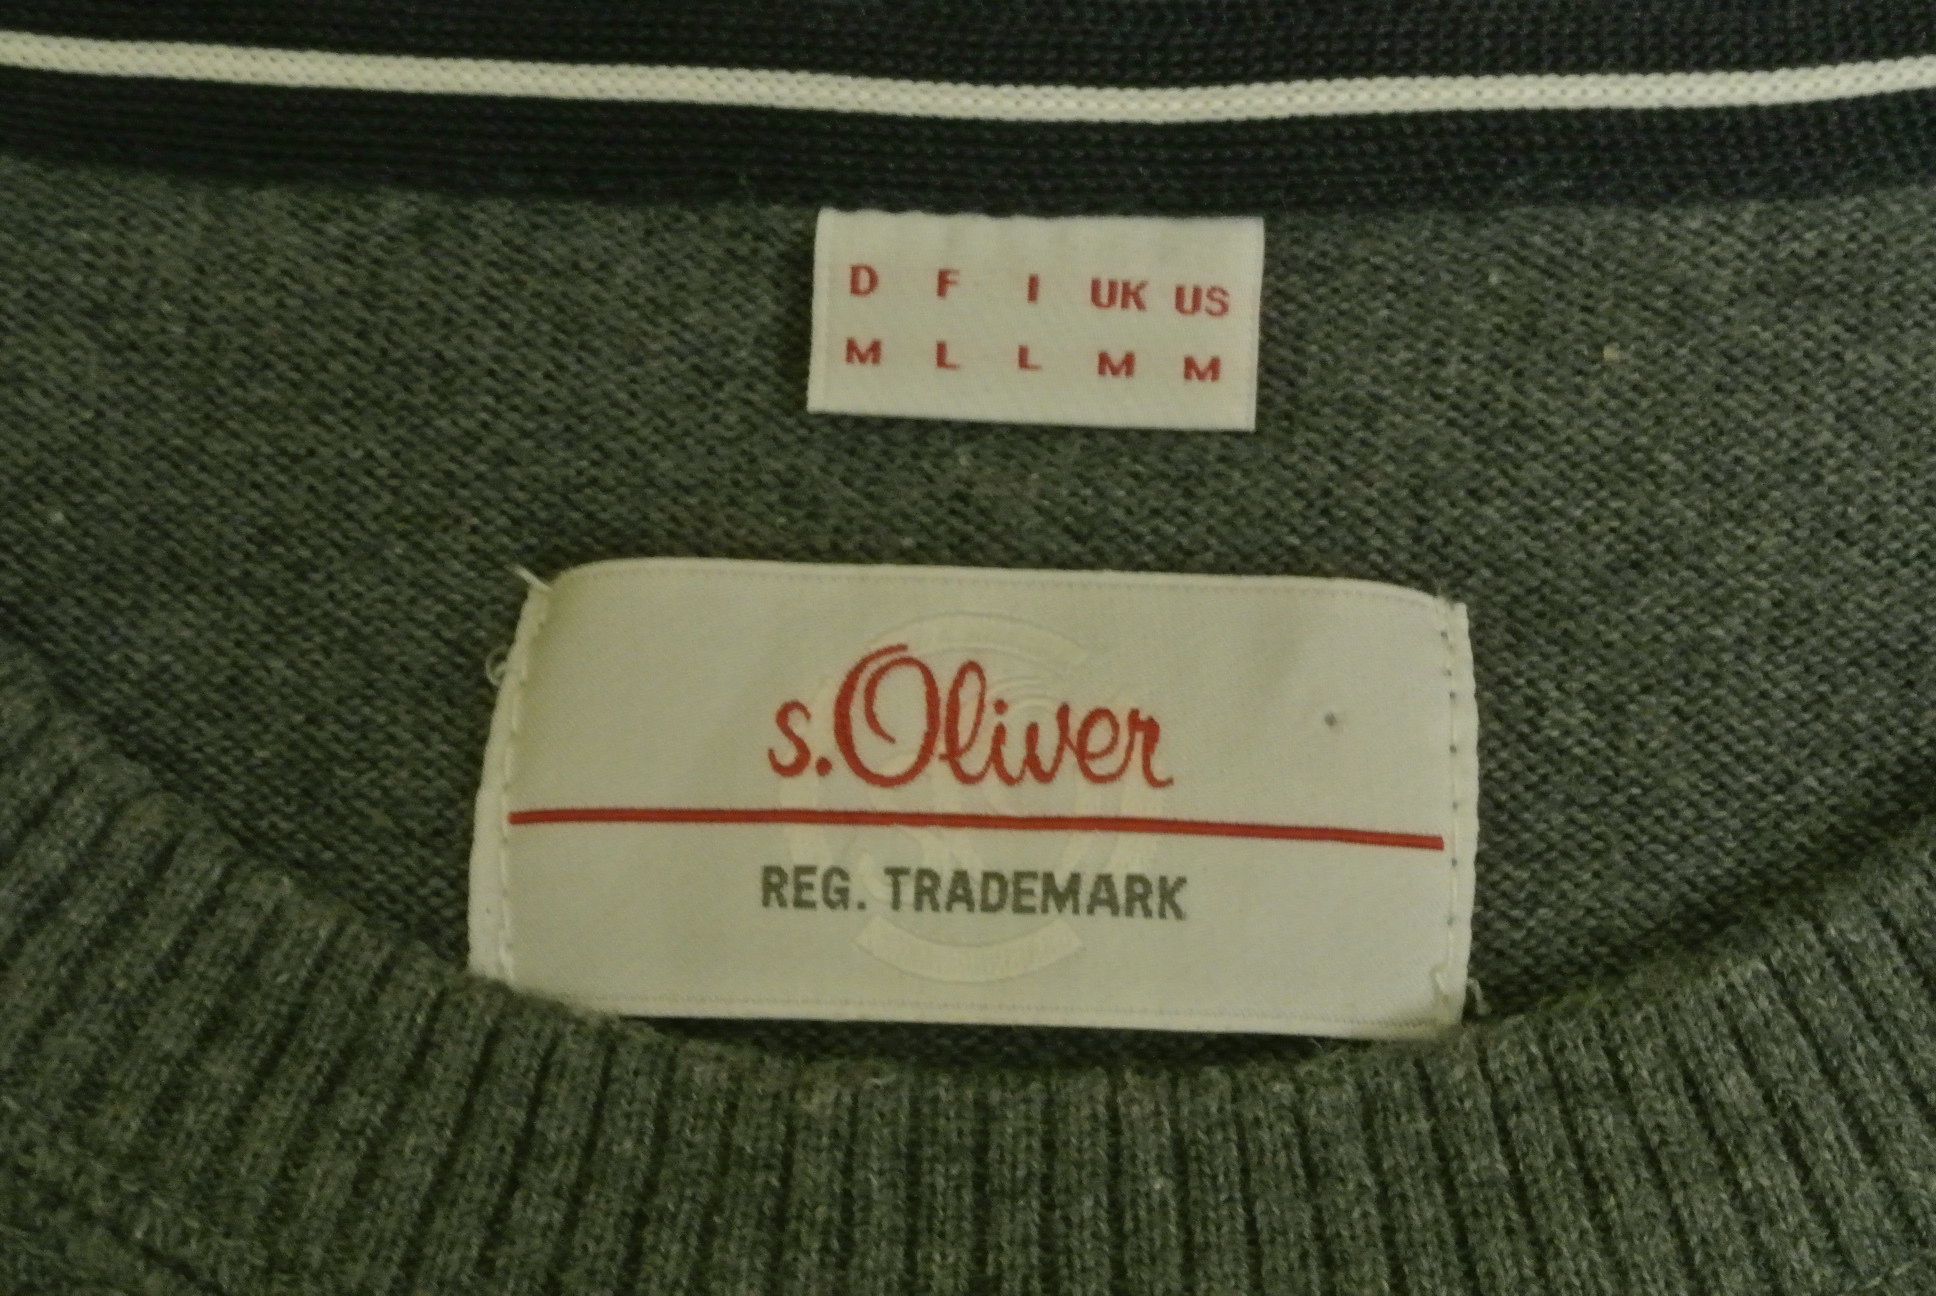 D F I UK US
M L L M M
s.Oliver
REG. TRADEMARK